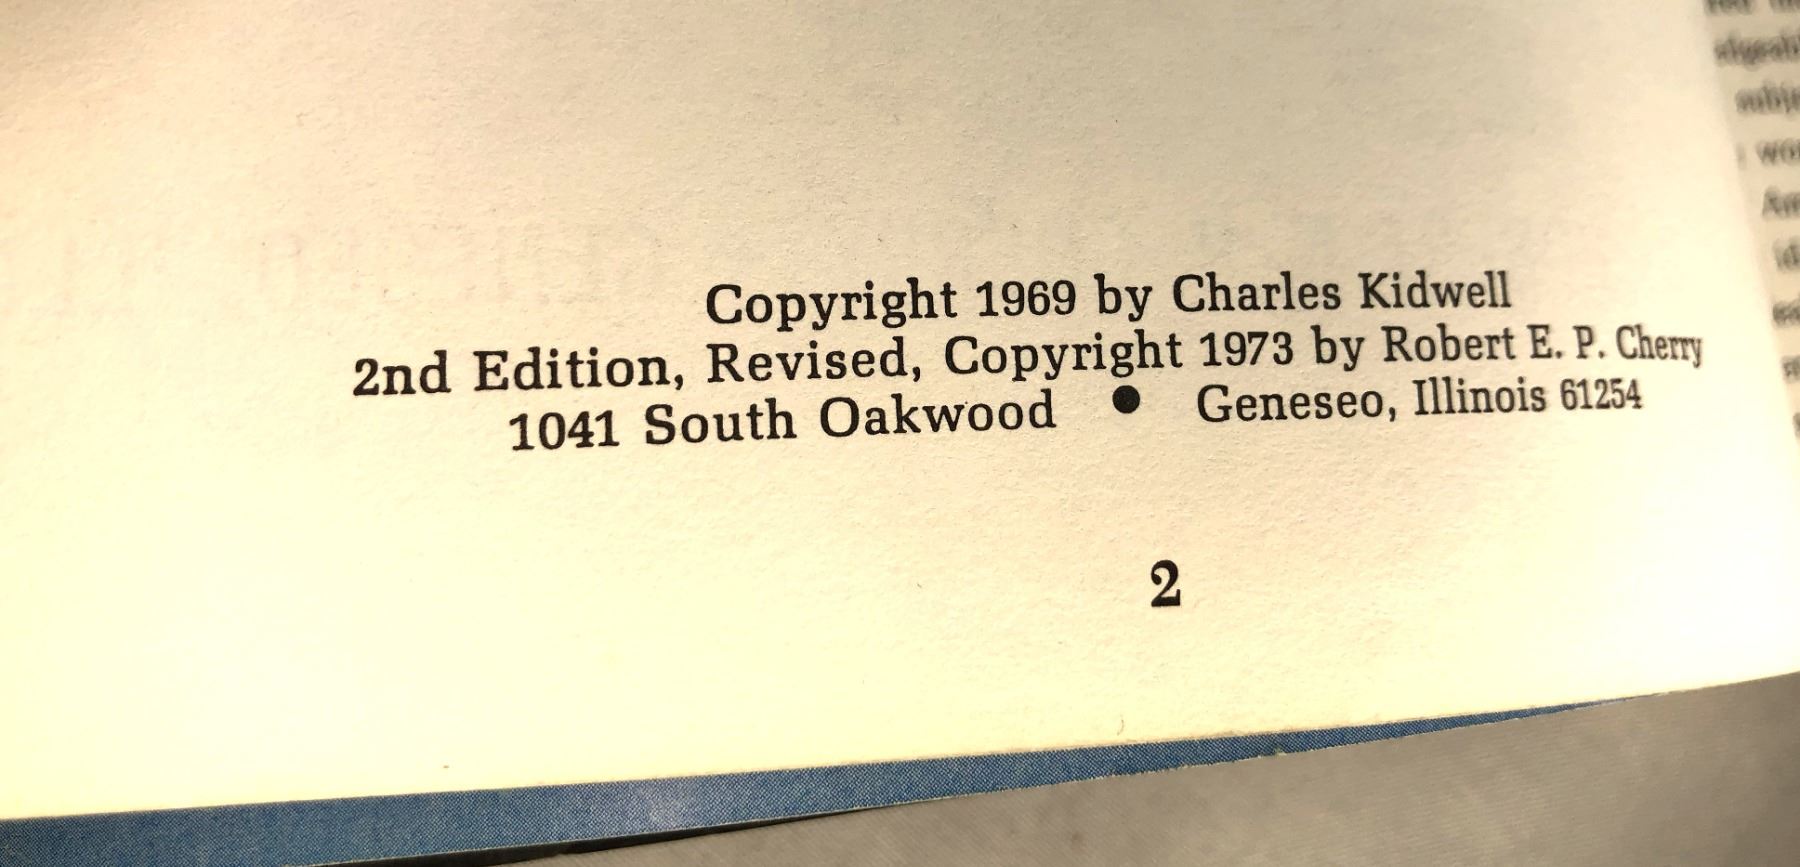 Copyright 1969 by Charles Kidwell
2nd Edition, Revised, Copyright 1973 by Robert E. P. Cherry
1041 South Oakwood ● Geneseo, Illinois 61254
2